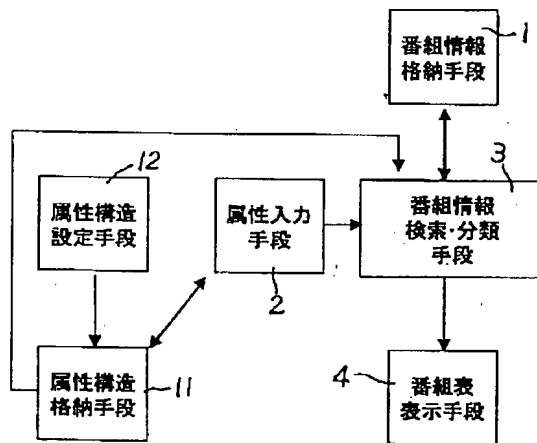 1
番組情報
格納手段
12
属性構造
設定手段
属性入力
手段
2
3
番組情報
検索・分類
手段
属性構造
格納手段
11
4
番組表
表示手段